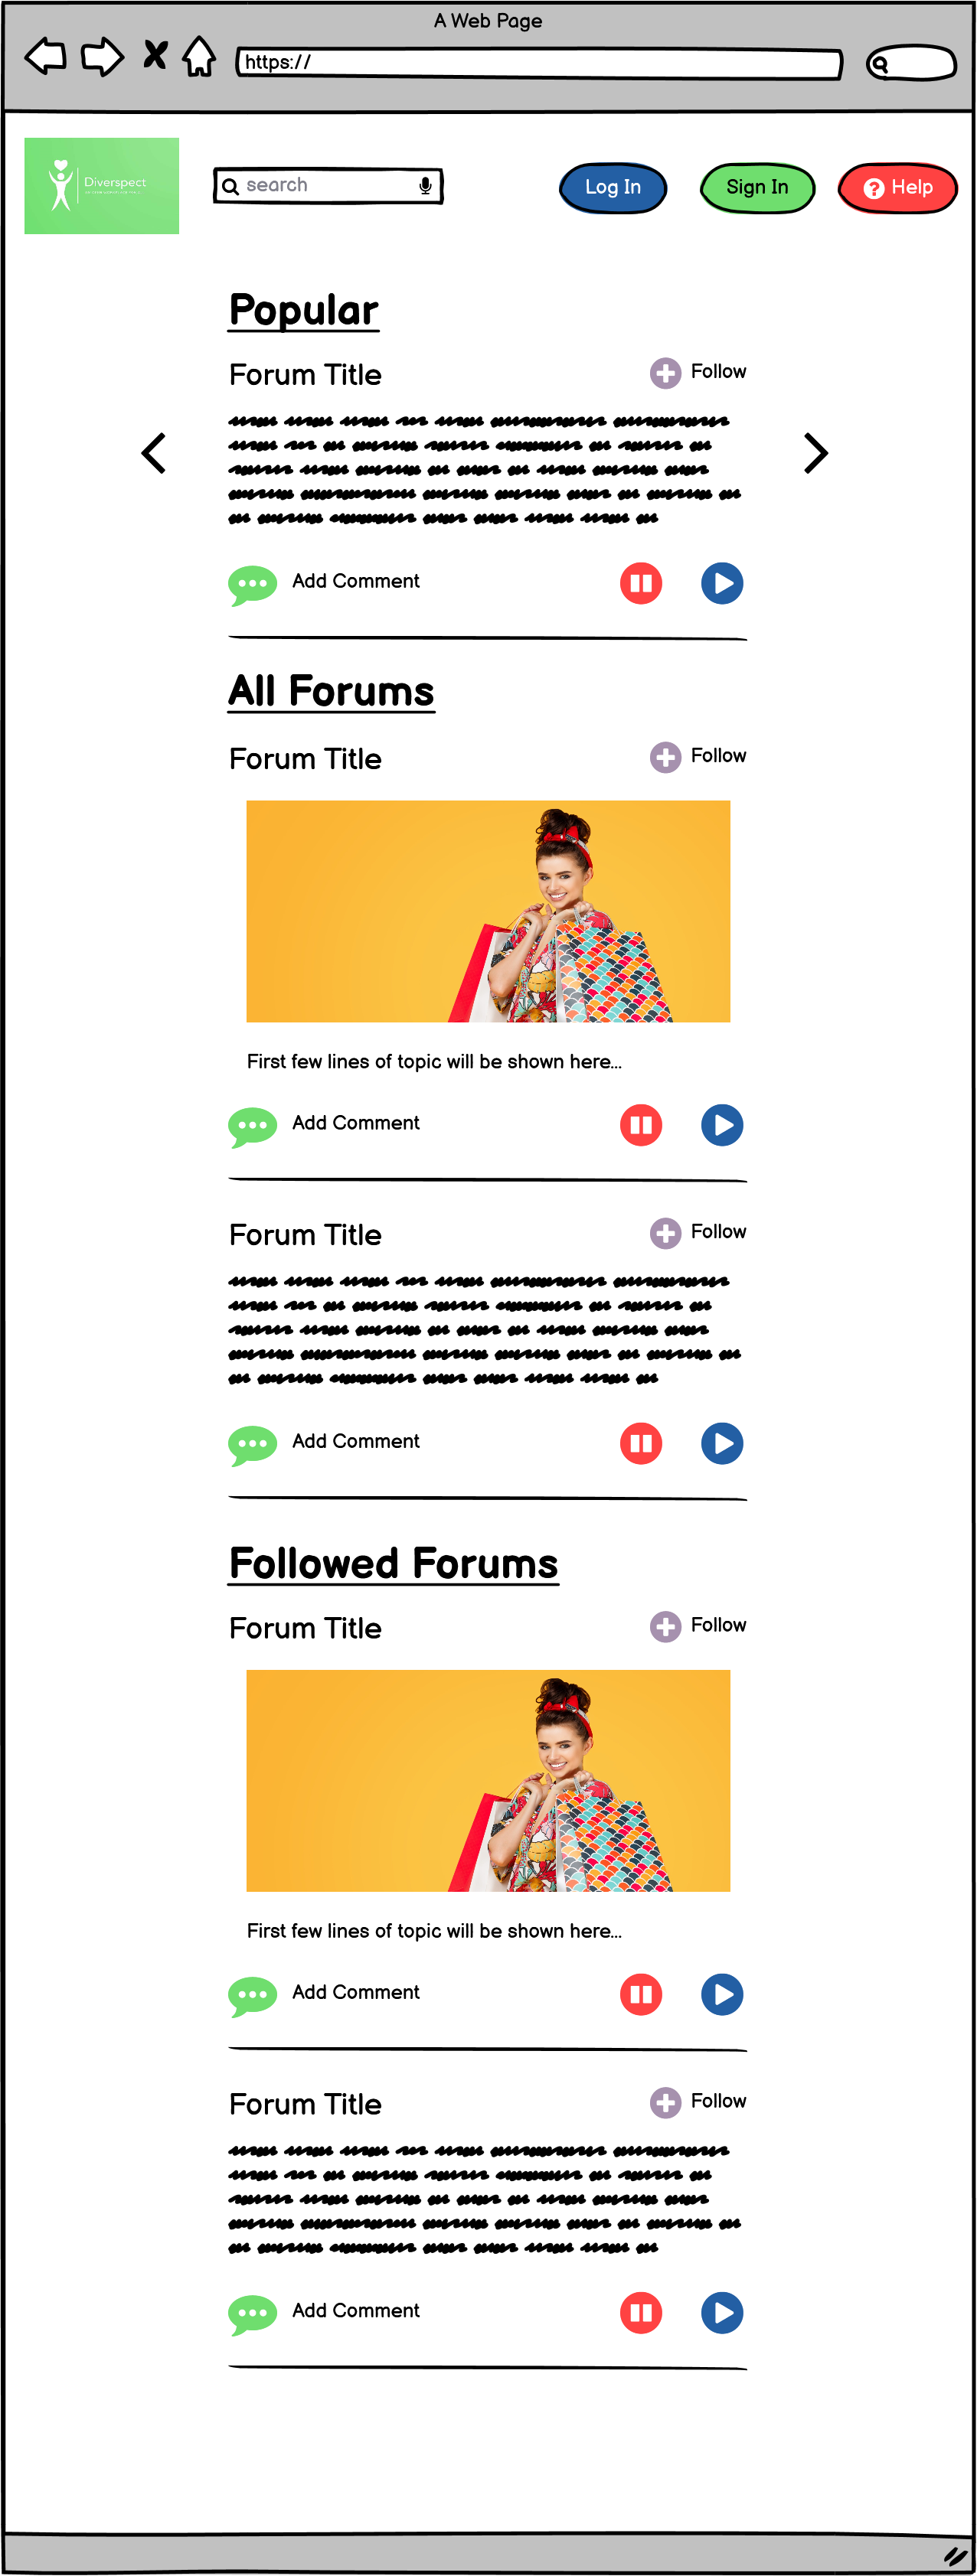 A Web Page
https://
Diverspect
search
Log In
Sign In
Help
Popular
Forum Title
Follow
Add Comment
All Forums
Forum Title
Follow
First few lines of topic will be shown here...
Add Comment
Forum Title
Follow
Add Comment
Followed Forums
Forum Title
Follow
First few lines of topic will be shown here...
Add Comment
Forum Title
Follow
Add Comment